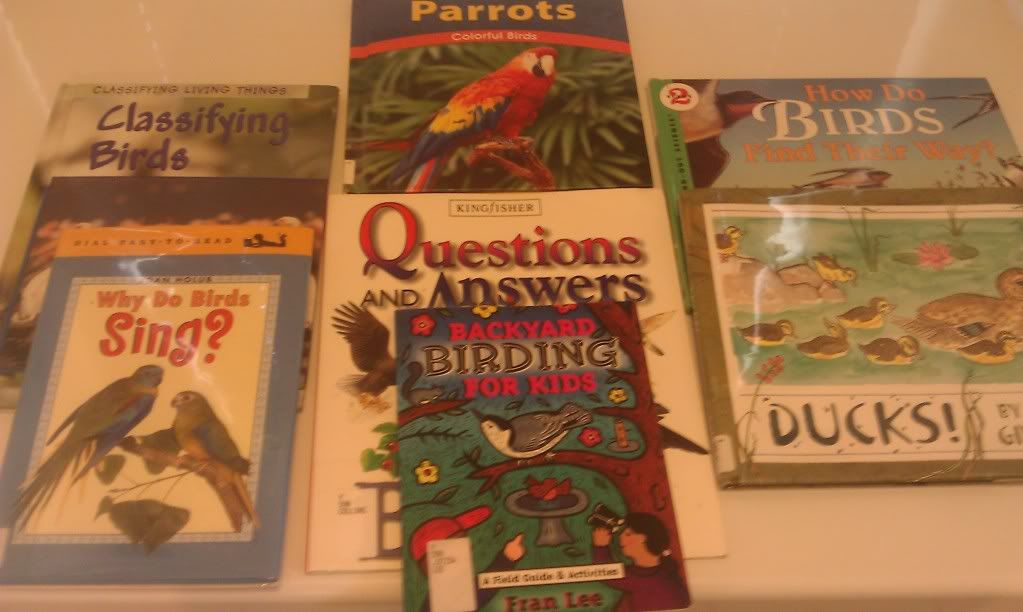 Parrots
Colorful Birds
CLASSIFYING LIVING THINGS
Classifying
Birds
2
How Do
BIRDS
Find Their Way?
DIAL EASY-TO-READ
Why Do Birds
Sing?
KINGFISHER
Questions
AND Answers
BACKYARD
BIRDING
FOR KIDS
A Field Guide & Activities
Fran Lee
DUCKS!
BY